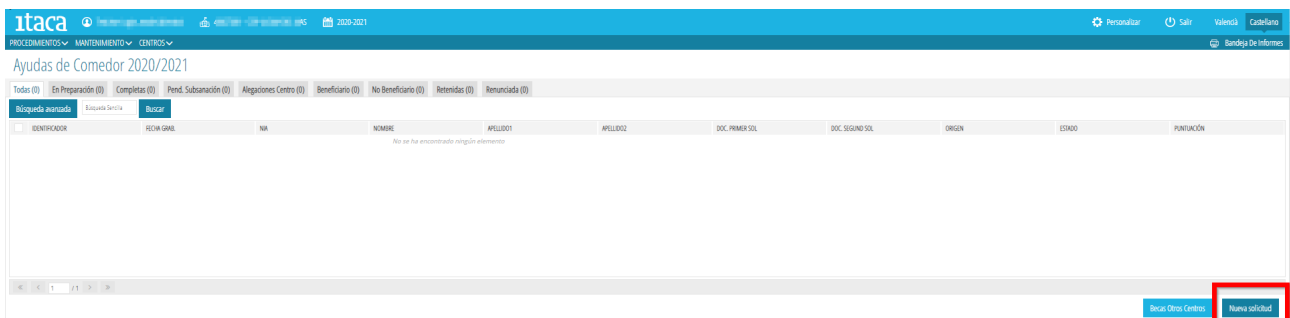 itaca 2020-2021 Personalizar Salir Valencià Castellano
PROCEDIMIENTOS MANTENIMIENTO CENTROS Bandeja De Informes
Ayudas de Comedor 2020/2021
Todas (0) En Preparación (0) Completas (0) Pend. Subsanación (0) Alegaciones Centro (0) Beneficiario (0) No Beneficiario (0) Retenidas (0) Renunciada (0)
Búsqueda avanzada Búsqueda Sencilla Buscar
IDENTIFICADOR FECHA GRAB. NIA NOMBRE APELLIDO1 APELLIDO2 DOC. PRIMER SOL DOC. SEGUND SOL ORIGEN ESTADO PUNTUACIÓN
No se ha encontrado ningún elemento
« < 1 / 1 > »
Becas Otros Centros Nueva solicitud